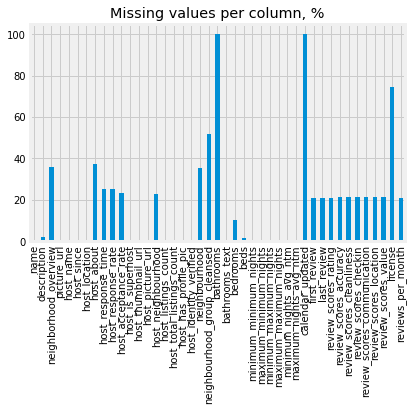 Missing values per column, %
100
80
60
40
20
0
name
description
neighborhood_overview
picture_url
host_name
host_since
host_location
host_about
host_response_time
host_response_rate
host_acceptance_rate
host_is_superhost
host_thumbnail_url
host_picture_url
host_neighbourhood
host_listings_count
host_total_listings_count
host_has_profile_pic
host_identity_verified
neighbourhood
neighbourhood_group_cleansed
bathrooms
bathrooms_text
bedrooms
beds
minimum_minimum_nights
maximum_minimum_nights
minimum_maximum_nights
maximum_maximum_nights
minimum_nights_avg_ntm
maximum_nights_avg_ntm
calendar_updated
first_review
last_review
review_scores_rating
review_scores_accuracy
review_scores_cleanliness
review_scores_checkin
review_scores_communication
review_scores_location
review_scores_value
license
reviews_per_month